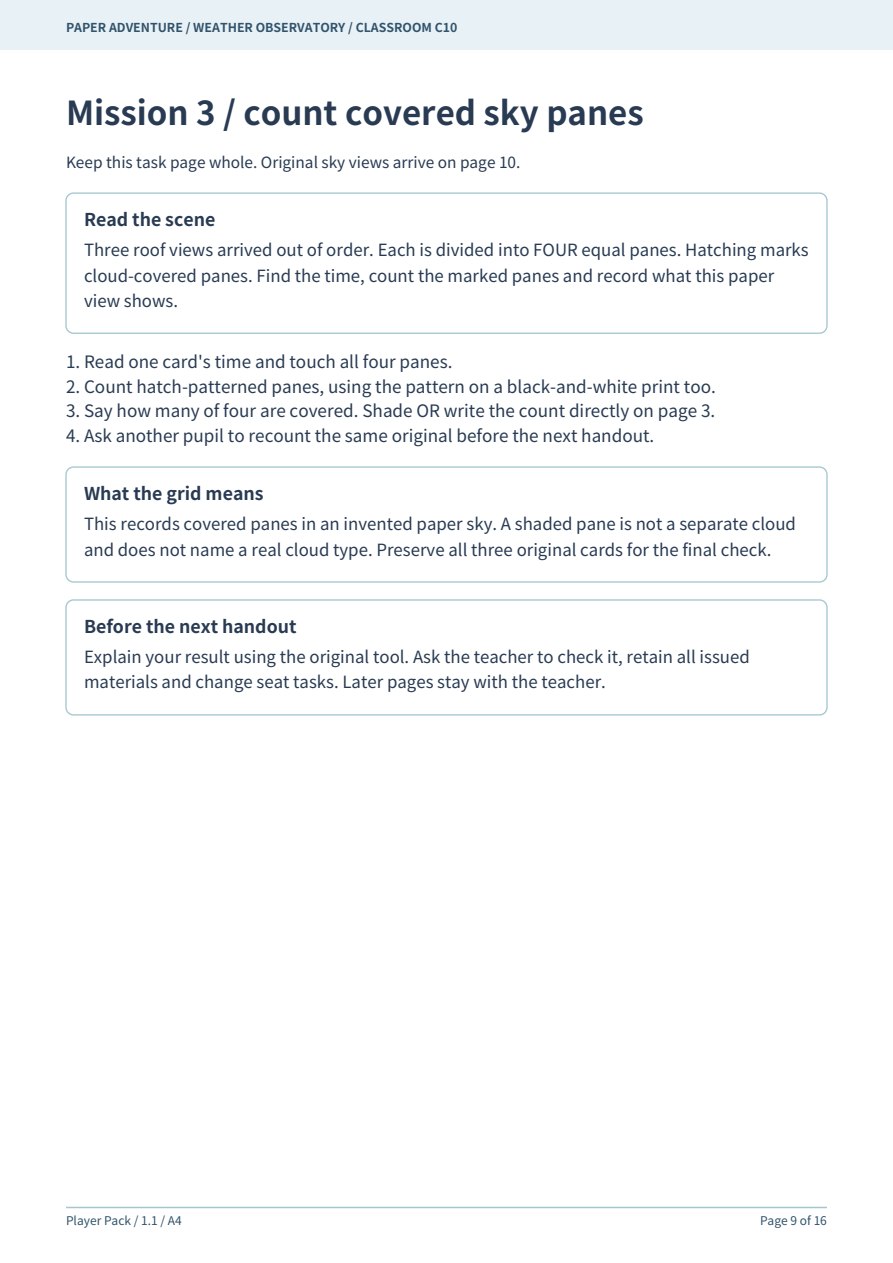 PAPER ADVENTURE / WEATHER OBSERVATORY / CLASSROOM C10
Mission 3 / count covered sky panes
Keep this task page whole. Original sky views arrive on page 10.
Read the scene
Three roof views arrived out of order. Each is divided into FOUR equal panes. Hatching marks
cloud-covered panes. Find the time, count the marked panes and record what this paper
view shows.
1. Read one card's time and touch all four panes.
2. Count hatch-patterned panes, using the pattern on a black-and-white print too.
3. Say how many of four are covered. Shade OR write the count directly on page 3.
4. Ask another pupil to recount the same original before the next handout.
What the grid means
This records covered panes in an invented paper sky. A shaded pane is not a separate cloud
and does not name a real cloud type. Preserve all three original cards for the final check.
Before the next handout
Explain your result using the original tool. Ask the teacher to check it, retain all issued
materials and change seat tasks. Later pages stay with the teacher.
Player Pack / 1.1 / A4
Page 9 of 16